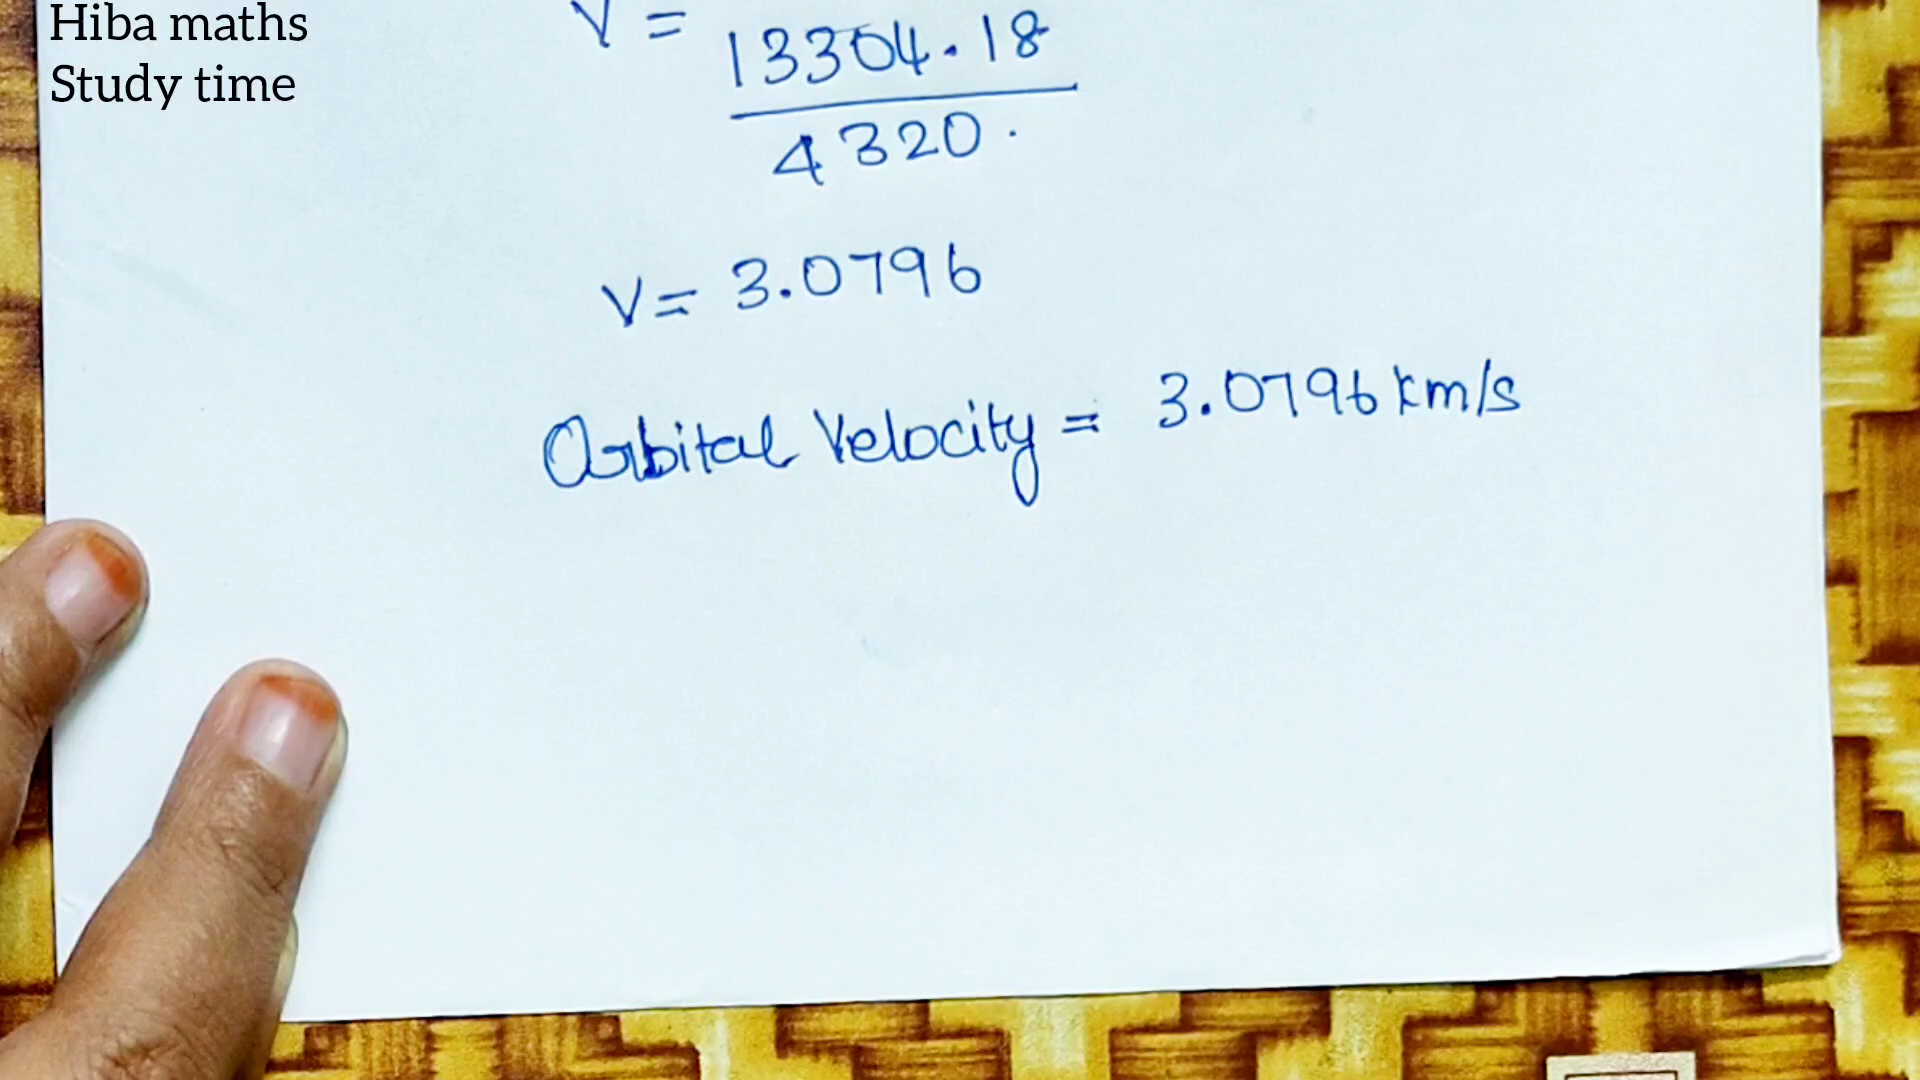 Hiba maths
Study time
V = 13304.18
4320.
V = 3.0796
Orbital Velocity = 3.0796 km/s